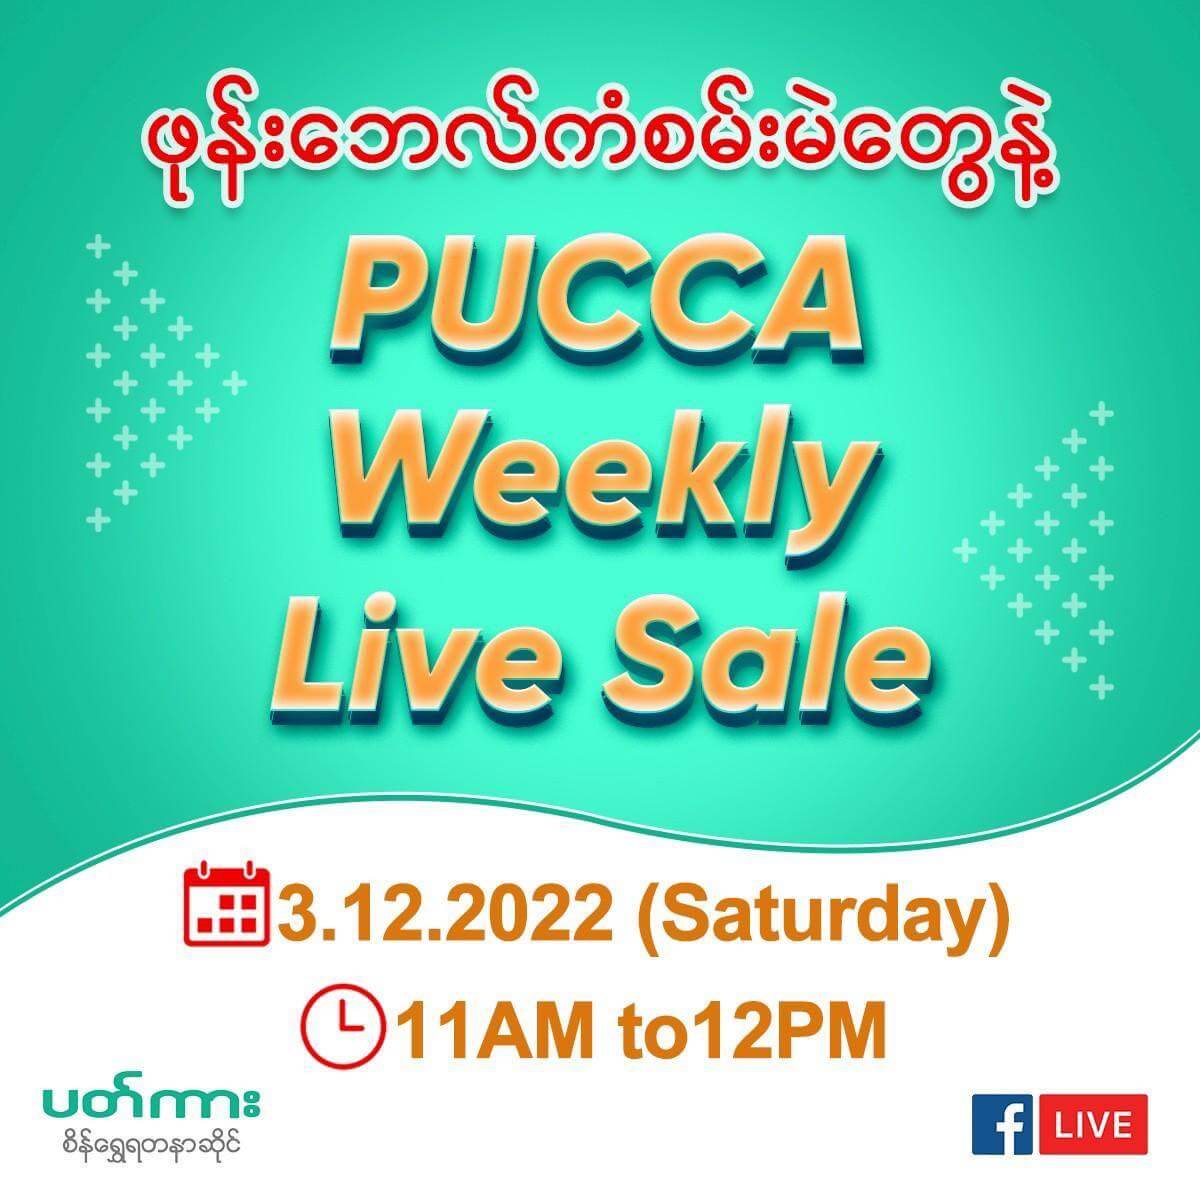 ဖုန်းဘေလ်ကံစမ်းမဲတွေနဲ့
PUCCA
Weekly
Live Sale
3.12.2022 (Saturday)
11AM to12PM
ပတ်ကား
စိန်ရွှေရတနာဆိုင်
f LIVE